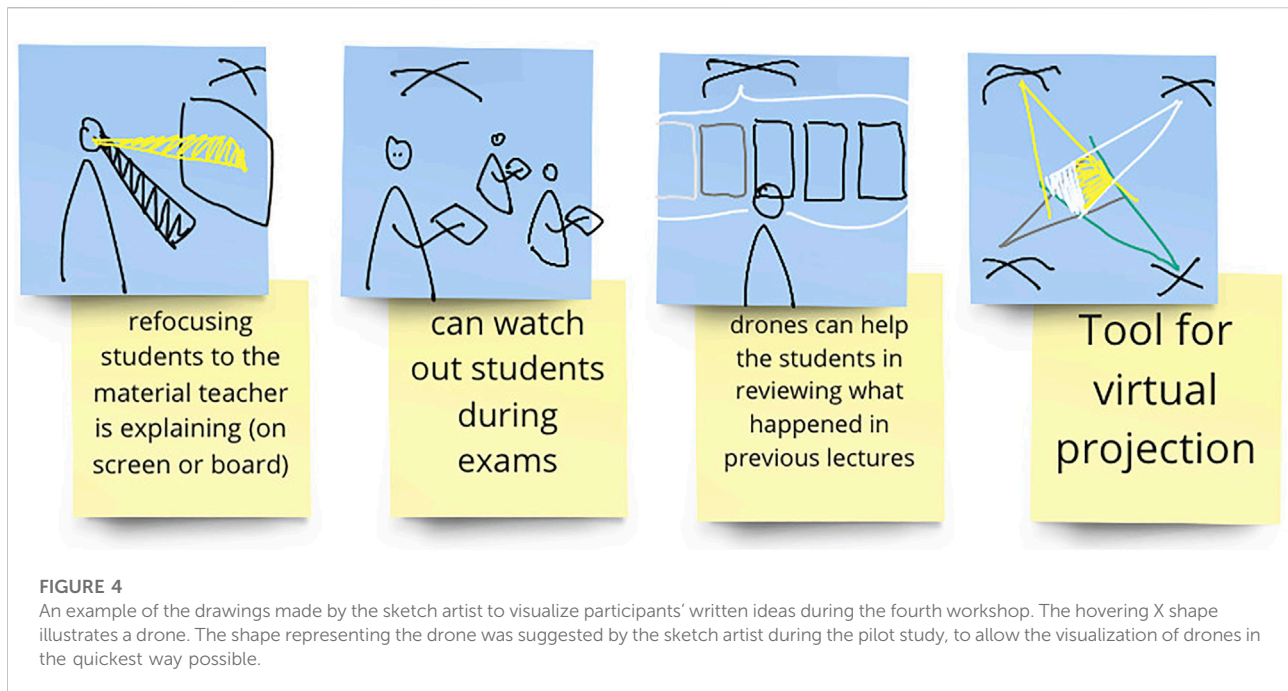 refocusing
students to the
material teacher
is explaining (on
screen or board)
can watch
out students
during
exams
drones can help
the students in
reviewing what
happened in
previous lectures
Tool for
virtual
projection
FIGURE 4
An example of the drawings made by the sketch artist to visualize participants’ written ideas during the fourth workshop. The hovering X shape
illustrates a drone. The shape representing the drone was suggested by the sketch artist during the pilot study, to allow the visualization of drones in
the quickest way possible.